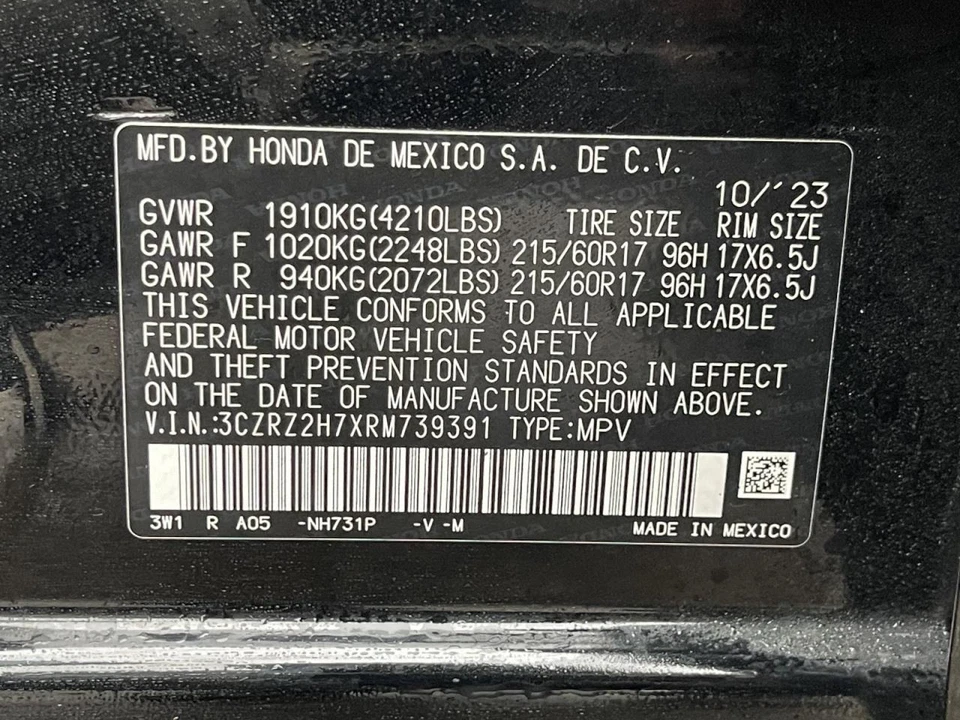 MFD.BY HONDA DE MEXICO S.A. DE C.V.
10/´23
GVWR 1910KG(4210LBS) TIRE SIZE RIM SIZE
GAWR F 1020KG(2248LBS) 215/60R17 96H 17X6.5J
GAWR R 940KG(2072LBS) 215/60R17 96H 17X6.5J
THIS VEHICLE CONFORMS TO ALL APPLICABLE
FEDERAL MOTOR VEHICLE SAFETY
AND THEFT PREVENTION STANDARDS IN EFFECT
ON THE DATE OF MANUFACTURE SHOWN ABOVE.
V.I.N.:3CZRZ2H7XRM739391 TYPE:MPV
3W1 R A05 -NH731P -V -M MADE IN MEXICO